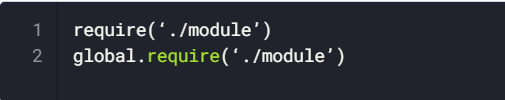 1 require(‘./module’)
2 global.require(‘./module’)